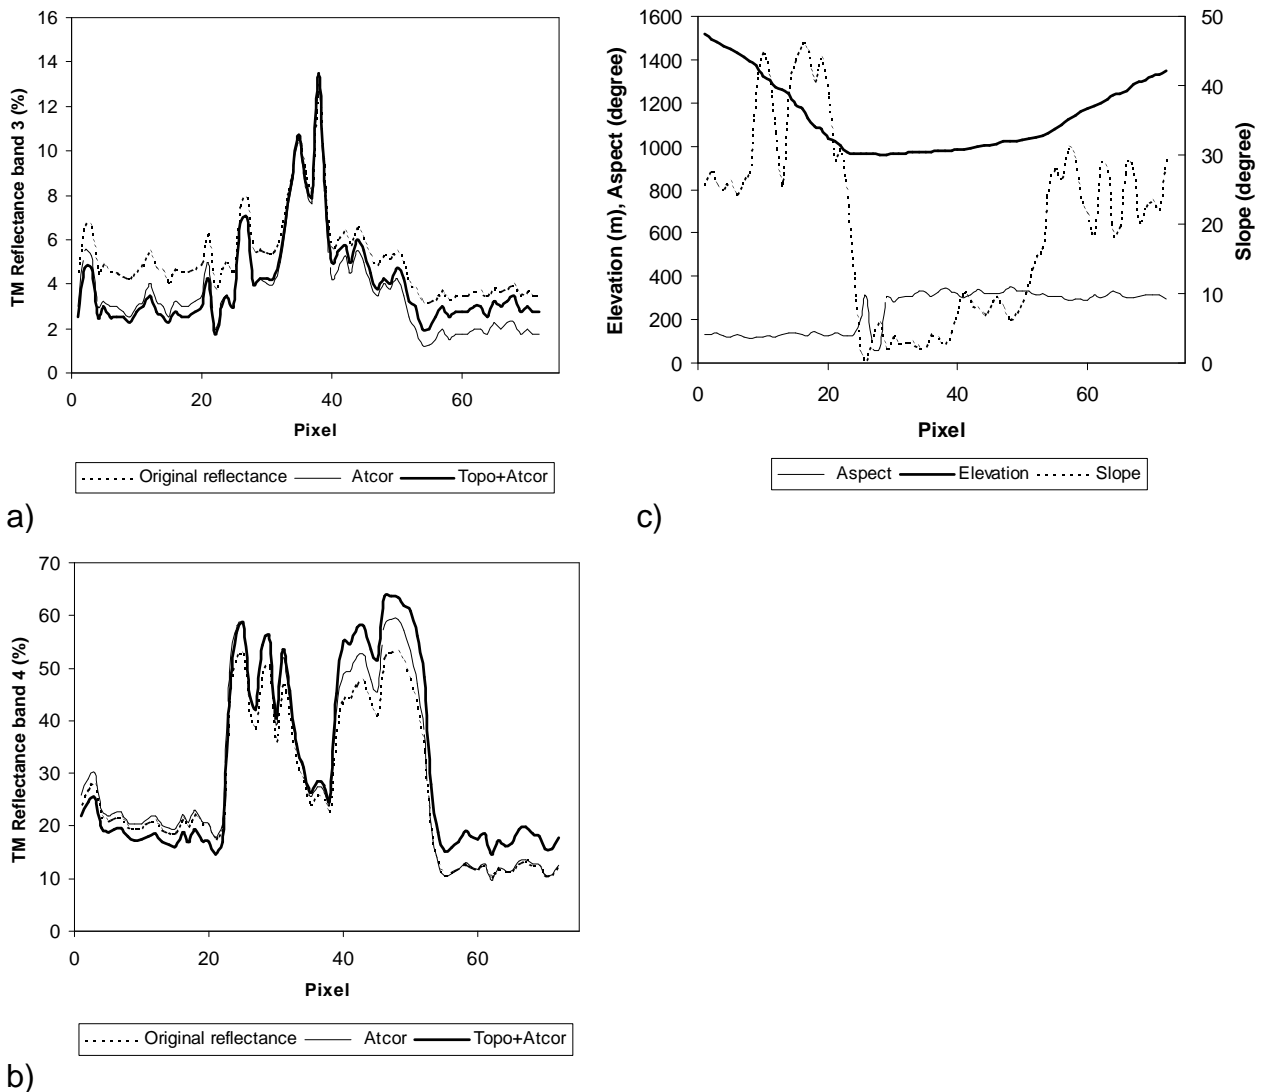 TM Reflectance band 3 (%)
16
14
12
10
8
6
4
2
0
0 20 40 60
Pixel
Original reflectance Atcor Topo+Atcor
a)
Elevation (m), Aspect (degree)
1600
1400
1200
1000
800
600
400
200
0
50
40
30
20
10
0
Slope (degree)
0 20 40 60
Pixel
Aspect Elevation Slope
c)
TM Reflectance band 4 (%)
70
60
50
40
30
20
10
0
0 20 40 60
Pixel
Original reflectance Atcor Topo+Atcor
b)